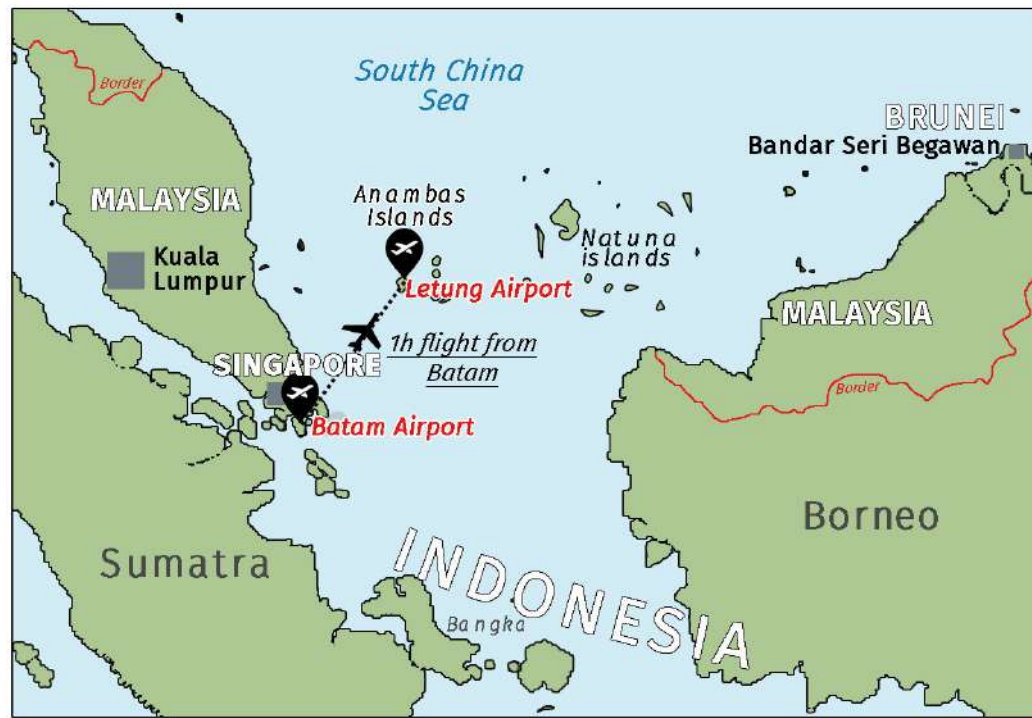 Border
South China
Sea
BRUNEI
Bandar Seri Begawan
MALAYSIA
Anambas
Islands
Natuna
islands
Kuala
Lumpur
Letung Airport
MALAYSIA
1h flight from
Batam
SINGAPORE
Border
Batam Airport
Borneo
Sumatra
INDONESIA
Bangka